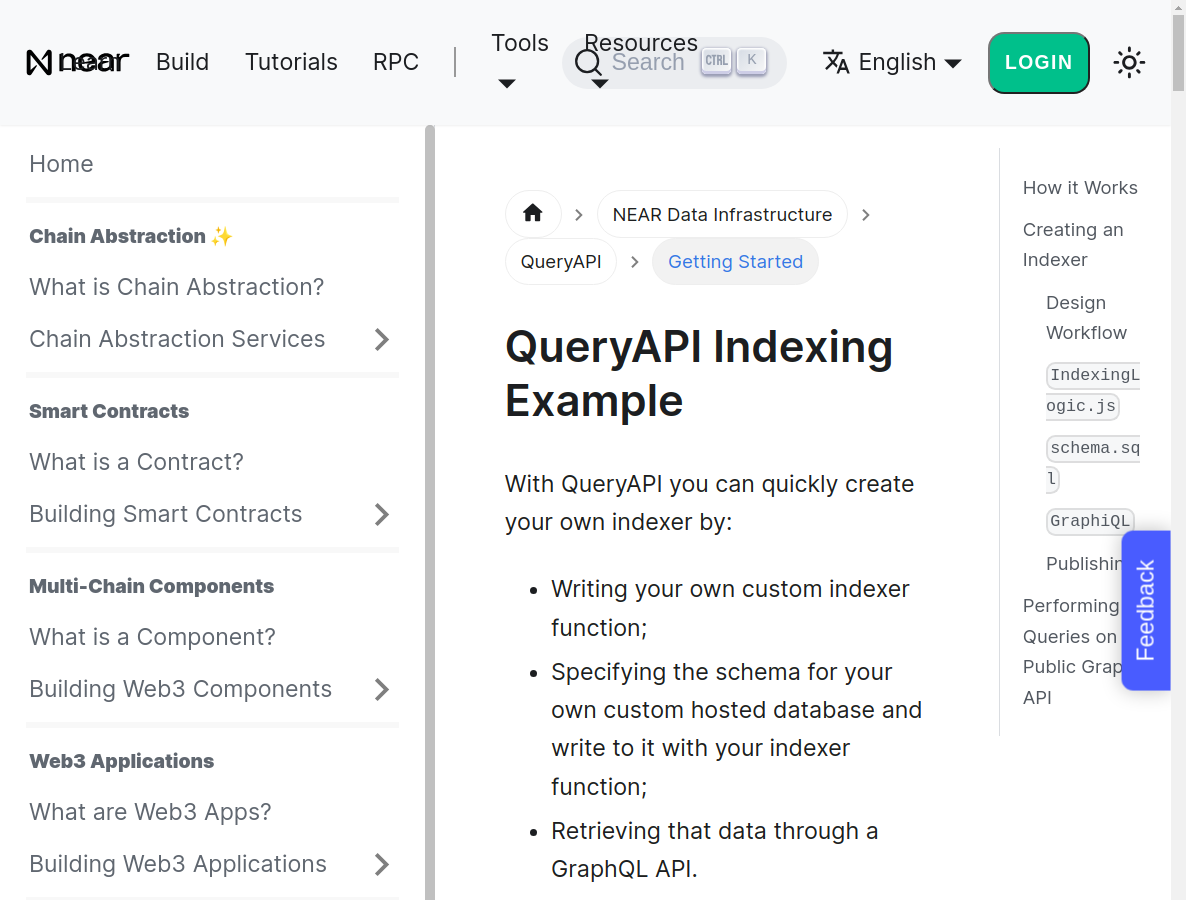 near
Learn
Build
Tutorials
RPC
Tools
Resources
Search
CTRL
K
English
LOGIN
Home
Chain Abstraction ✨
What is Chain Abstraction?
Chain Abstraction Services
Smart Contracts
What is a Contract?
Building Smart Contracts
Multi-Chain Components
What is a Component?
Building Web3 Components
Web3 Applications
What are Web3 Apps?
Building Web3 Applications
NEAR Data Infrastructure
QueryAPI
Getting Started
QueryAPI Indexing
Example
With QueryAPI you can quickly create
your own indexer by:
• Writing your own custom indexer
function;
• Specifying the schema for your
own custom hosted database and
write to it with your indexer
function;
• Retrieving that data through a
GraphQL API.
How it Works
Creating an
Indexer
Design
Workflow
IndexingL
ogic.js
schema.sq
l
GraphiQL
Publishin
Performing
Queries on
Public Grap
API
Feedback